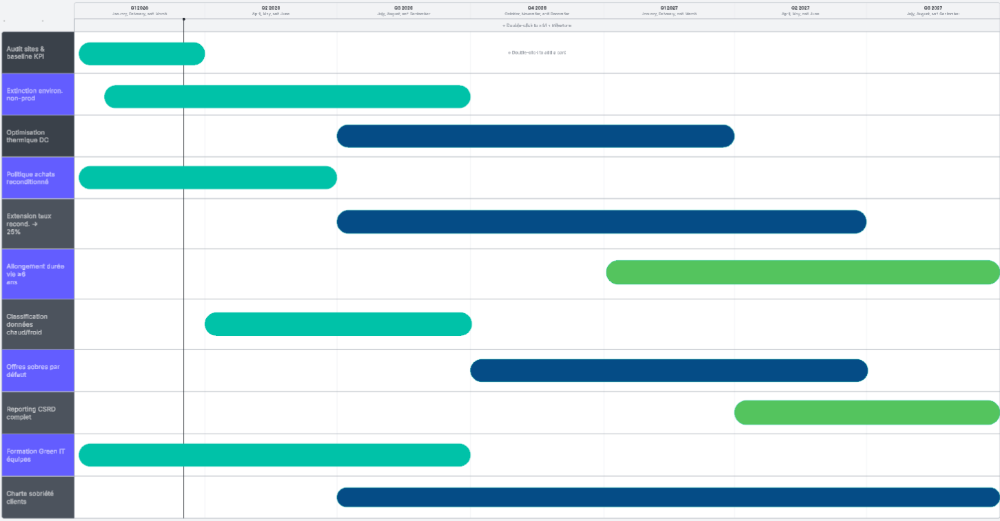 Q1 2026
January, February, and March
Q2 2026
April, May, and June
Q3 2026
July, August, and September
Q4 2026
October, November, and December
Q1 2027
January, February, and March
Q2 2027
April, May, and June
Q3 2027
July, August, and September
+ Double-click to add a milestone
Audit sites &
baseline KPI
+ Double-click to add a card
Extinction environ.
non-prod
Optimisation
thermique DC
Politique achats
reconditionné
Extension taux
recond. →
25%
Allongement durée
vie ≥6
ans
Classification
données
chaud/froid
Offres sobres par
défaut
Reporting CSRD
complet
Formation Green IT
équipes
Charte sobriété
clients